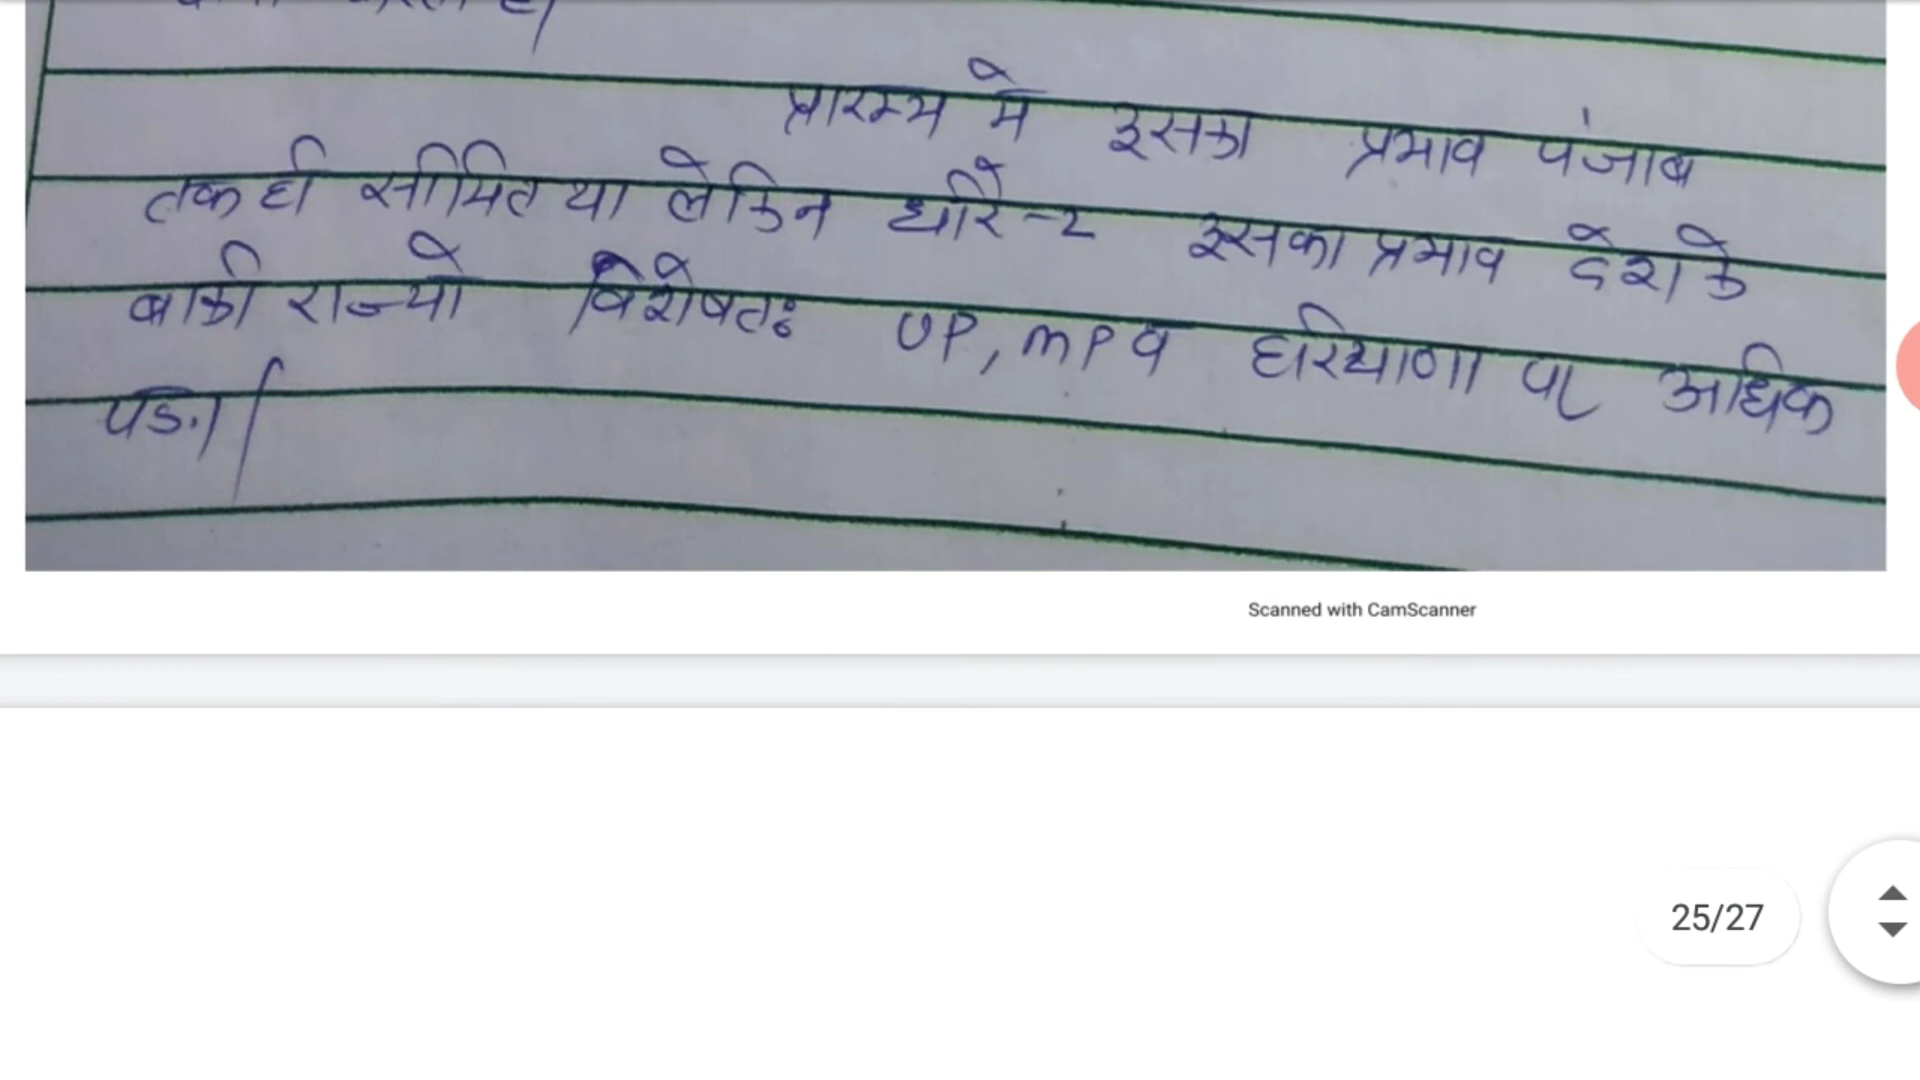 प्रारम्भ में इसका प्रभाव पंजाब
तक ही सीमित था लेकिन धीरे-2 इसका प्रभाव देश के
बाकी राज्यो विशेषतः UP, MP व हरियाणा पर अधिक
पड़ा।
Scanned with CamScanner
25/27